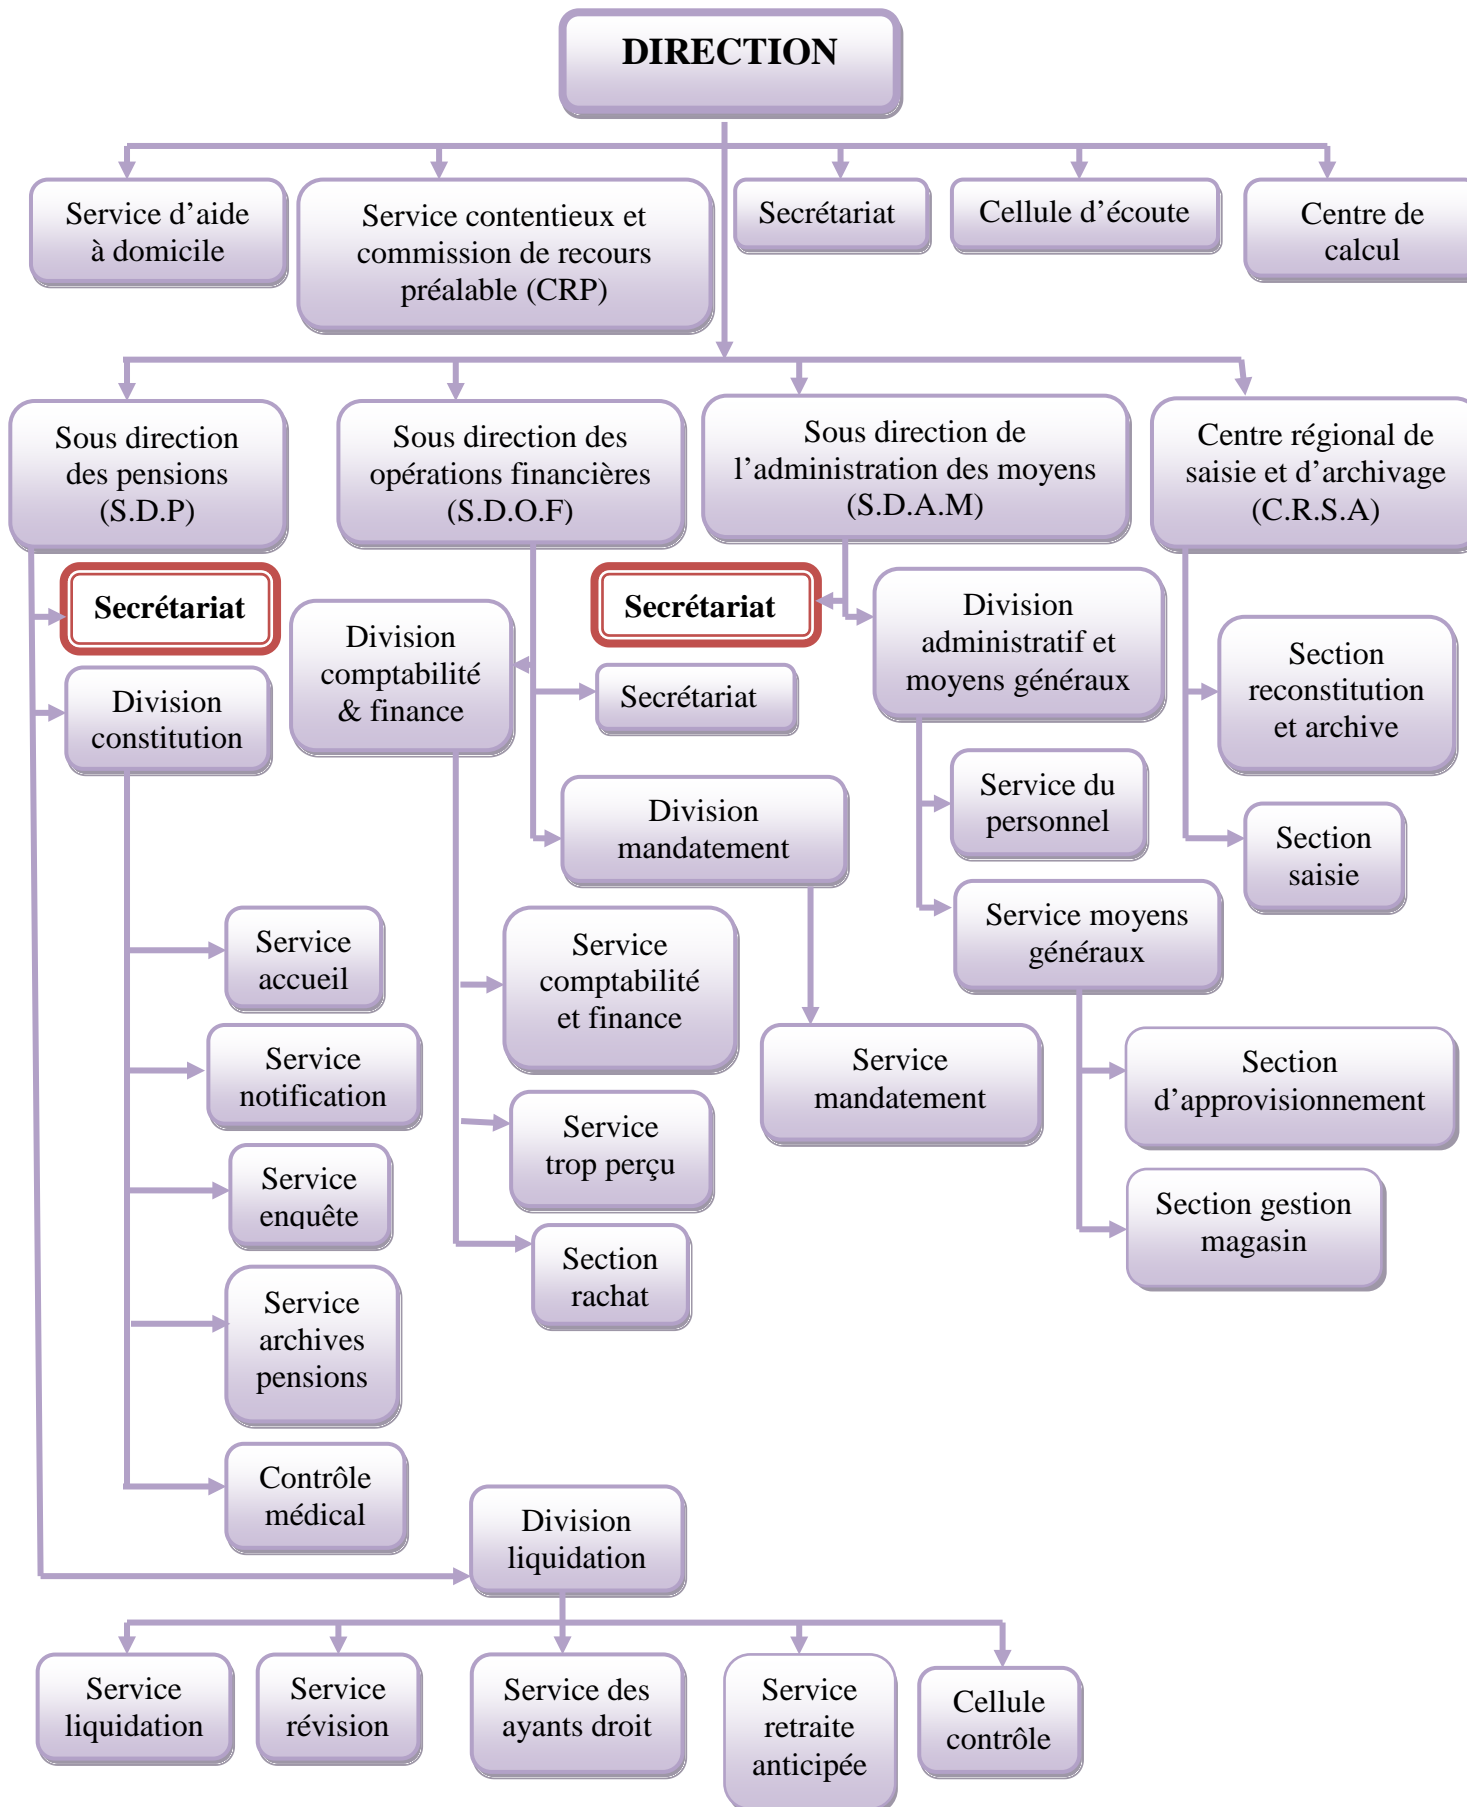 DIRECTION
Service d’aide
à domicile
Service contentieux et
commission de recours
préalable (CRP)
Secrétariat
Cellule d’écoute
Centre de
calcul
Sous direction
des pensions
(S.D.P)
Sous direction des
opérations financières
(S.D.O.F)
Sous direction de
l’administration des moyens
(S.D.A.M)
Centre régional de
saisie et d’archivage
(C.R.S.A)
Secrétariat
Division
constitution
Division
comptabilité
& finance
Secrétariat
Secrétariat
Division
administratif et
moyens généraux
Section
reconstitution
et archive
Division
mandatement
Service du
personnel
Section
saisie
Service moyens
généraux
Service
accueil
Service
comptabilité
et finance
Service
notification
Service
mandatement
Section
d’approvisionnement
Service
trop perçu
Service
enquête
Section gestion
magasin
Section
rachat
Service
archives
pensions
Contrôle
médical
Division
liquidation
Service
liquidation
Service
révision
Service des
ayants droit
Service
retraite
anticipée
Cellule
contrôle